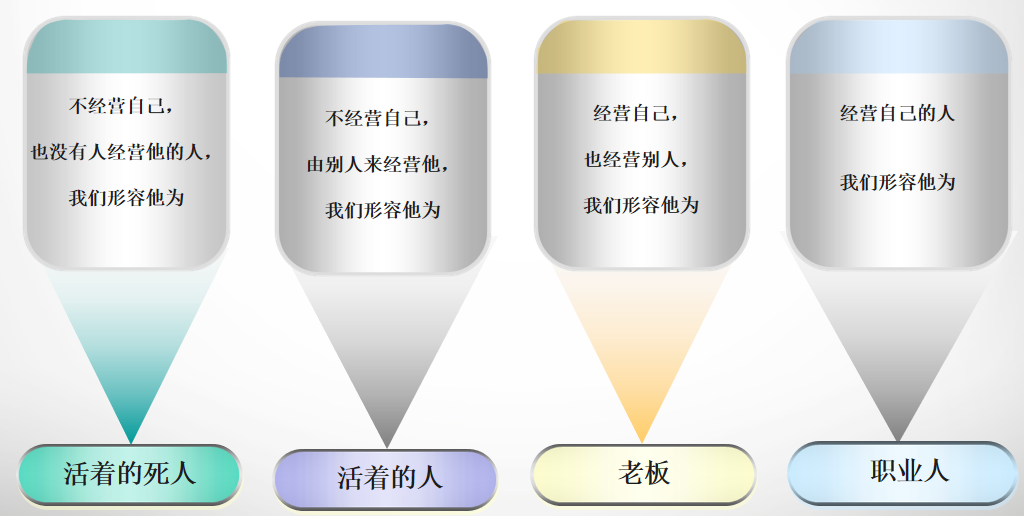 不经营自己，
也没有人经营他的人，
我们形容他为
活着的死人
不经营自己，
由别人来经营他，
我们形容他为
活着的人
经营自己，
也经营别人，
我们形容他为
老板
经营自己的人
我们形容他为
职业人